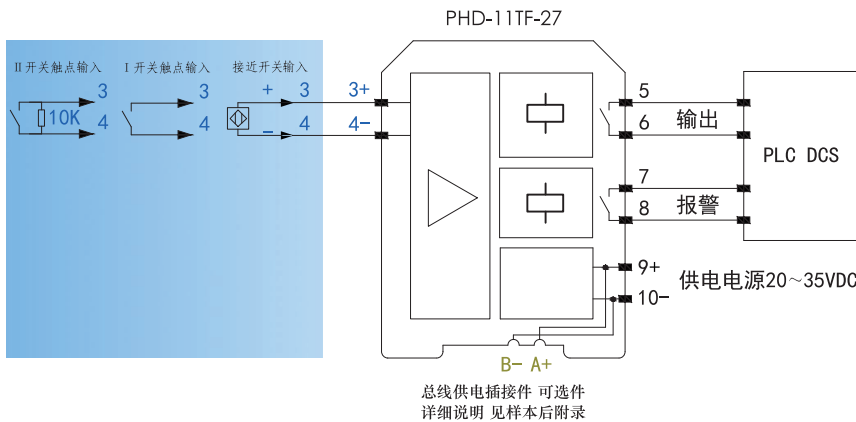 PHD-11TF-27
II开关触点输入 I开关触点输入 接近开关输入
3 3 + 3 3+ 5
10K 4 4 - 4 4- 6 输出
PLC DCS
7
8 报警
9+
供电电源20~35VDC
10-
B- A+
总线供电插接件 可选件
详细说明 见样本后附录